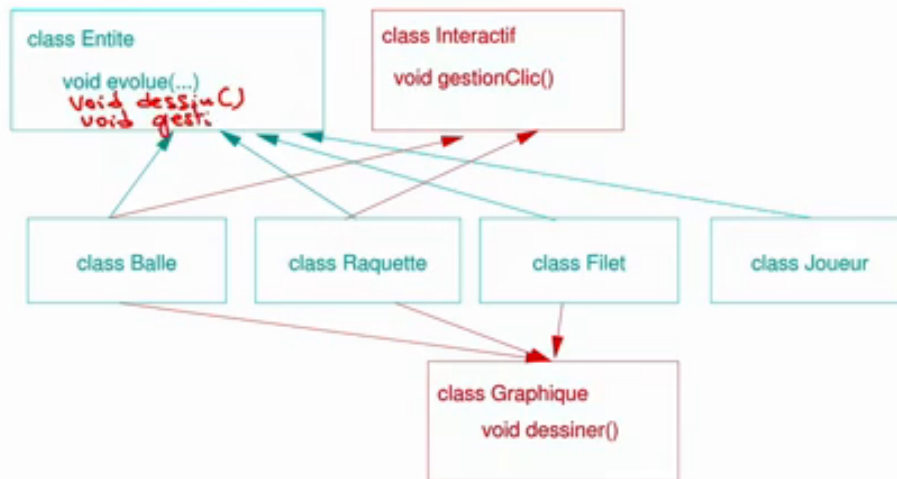 class Entite
void evolue(...)
void dessin()
void gesti
class Interactif
void gestionClic()
class Balle
class Raquette
class Filet
class Joueur
class Graphique
void dessiner()